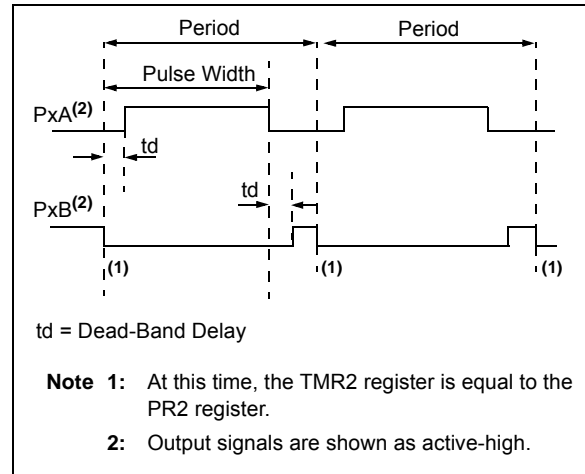 Period
Period
Pulse Width
PxA(2)
td
td
PxB(2)
(1)
(1)
(1)
td = Dead-Band Delay
Note 1: At this time, the TMR2 register is equal to the
PR2 register.
2: Output signals are shown as active-high.